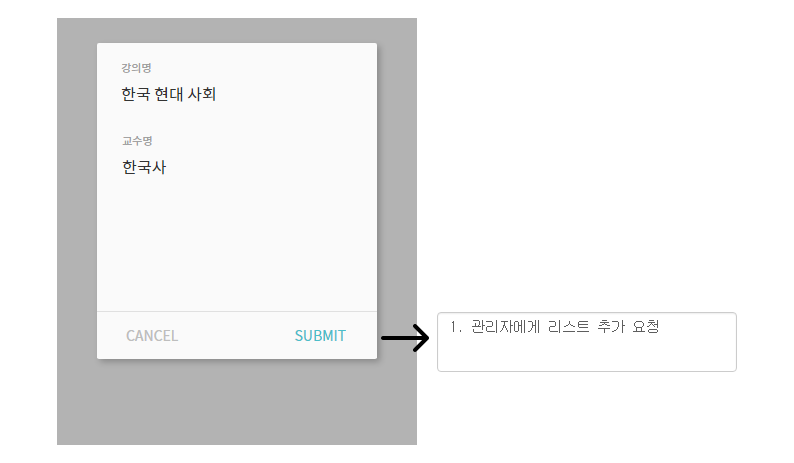 강의명
한국 현대 사회
교수명
한국사
CANCEL SUBMIT
1. 관리자에게 리스트 추가 요청